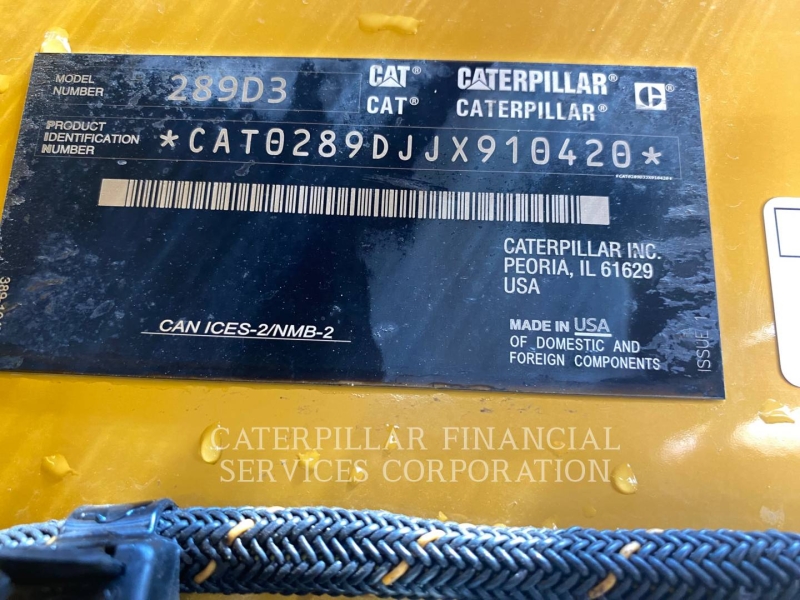 MODEL NUMBER 289D3
CAT® CATERPILLAR®
CAT® CATERPILLAR®
C
PRODUCT IDENTIFICATION NUMBER *CAT0289DJJX910420*
CATERPILLAR INC.
PEORIA, IL 61629
USA
CAN ICES-2/NMB-2
MADE IN USA
OF DOMESTIC AND
FOREIGN COMPONENTS
ISSUE 1
CATERPILLAR FINANCIAL
SERVICES CORPORATION